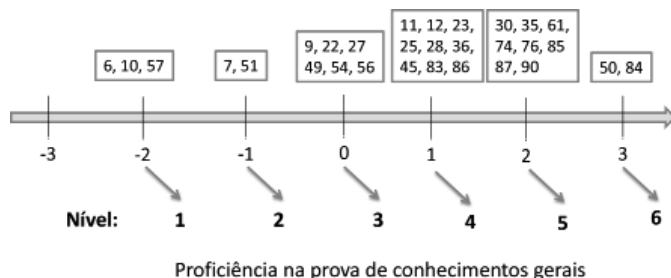 6, 10, 57
7, 51
9, 22, 27
49, 54, 56
11, 12, 23,
25, 28, 36,
45, 83, 86
30, 35, 61,
74, 76, 85
87, 90
50, 84
-3 -2 -1 0 1 2 3
Nível: 1 2 3 4 5 6
Proficiência na prova de conhecimentos gerais